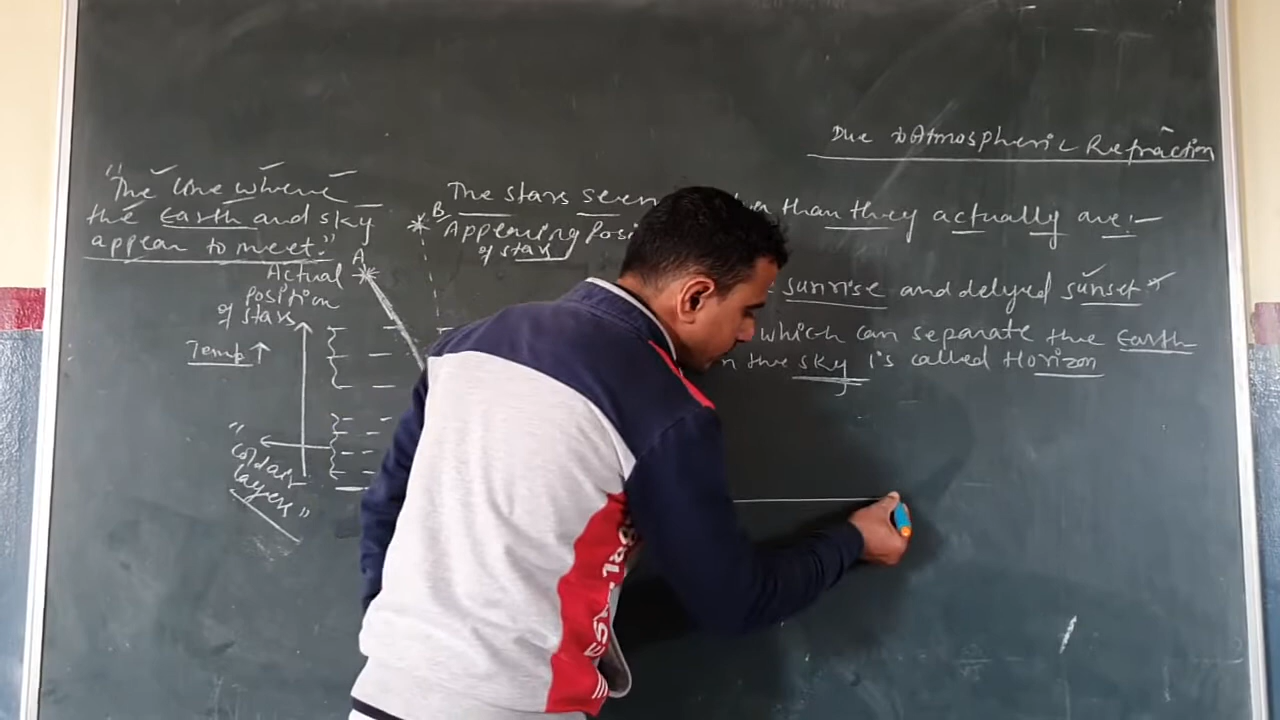 Due to Atmospheric Refraction
"The line where
the Earth and sky
appear to meet."
The stars seen than they actually are:-
B
Appearing Posi
of stars
A
Actual
position
of stars
Temp ↑
sunrise and delyed sunset
which can separate the Earth
the sky is called Horizon
"
Coldair
layers"